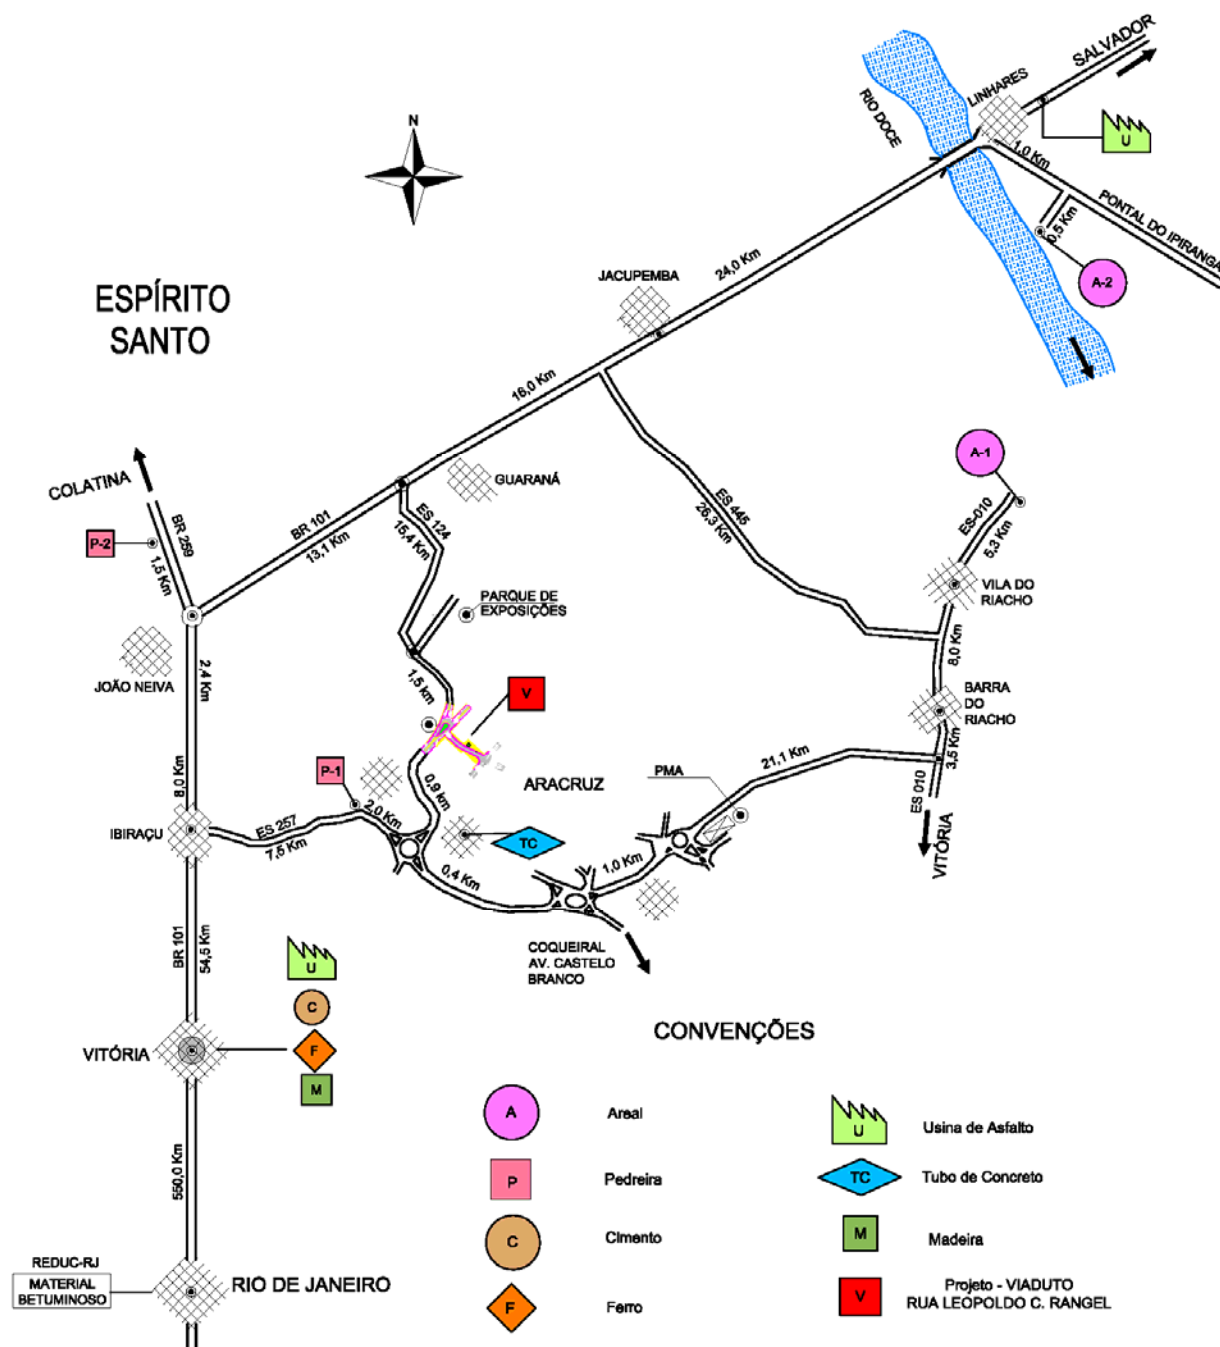 SALVADOR
LINHARES
RIO DOCE
U
1,0 Km
PONTAL DO IPIRANGA
0,5 Km
A-2
N
24,0 Km
JACUPEMBA
ESPÍRITO
SANTO
16,0 Km
GUARANÁ
COLATINA
BR 259
P-2
1,5 Km
BR 101
13,1 Km
ES 124
15,4 Km
ES 445
26,3 Km
A-1
ES-010
5,3 Km
VILA DO
RIACHO
PARQUE DE
EXPOSIÇÕES
8,0 Km
JOÃO NEIVA
2,4 Km
1,5 km
V
BARRA
DO
RIACHO
3,5 Km
ES 010
VITÓRIA
8,0 Km
P-1
2,0 Km
0,9 km
ARACRUZ
PMA
21,1 Km
IBIRAÇU
ES 257
7,5 Km
TC
0,4 Km
1,0 Km
COQUEIRAL
AV. CASTELO
BRANCO
BR 101
54,5 Km
U
C
F
M
VITÓRIA
550,0 Km
REDUC-RJ
MATERIAL
BETUMINOSO
RIO DE JANEIRO
CONVENÇÕES
A Areal
P Pedreira
C Cimento
F Ferro
U Usina de Asfalto
TC Tubo de Concreto
M Madeira
V Projeto - VIADUTO
RUA LEOPOLDO C. RANGEL